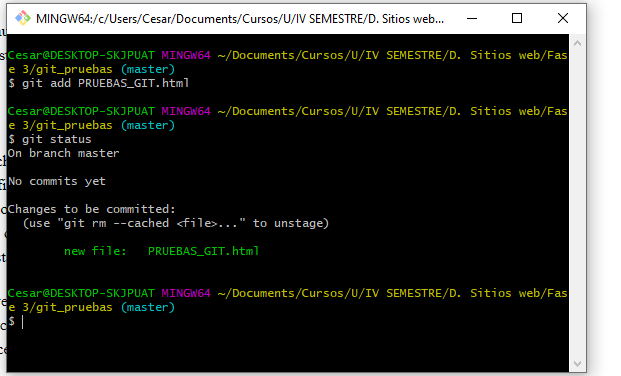 MINGW64:/c/Users/Cesar/Documents/Cursos/U/IV SEMESTRE/D. Sitios web...
Cesar@DESKTOP-SKJPUAT MINGW64 ~/Documents/Cursos/U/IV SEMESTRE/D. Sitios web/Fas
e 3/git_pruebas (master)
$ git add PRUEBAS_GIT.html
Cesar@DESKTOP-SKJPUAT MINGW64 ~/Documents/Cursos/U/IV SEMESTRE/D. Sitios web/Fas
e 3/git_pruebas (master)
$ git status
On branch master
No commits yet
Changes to be committed:
(use "git rm --cached <file>..." to unstage)
new file: PRUEBAS_GIT.html
Cesar@DESKTOP-SKJPUAT MINGW64 ~/Documents/Cursos/U/IV SEMESTRE/D. Sitios web/Fas
e 3/git_pruebas (master)
$